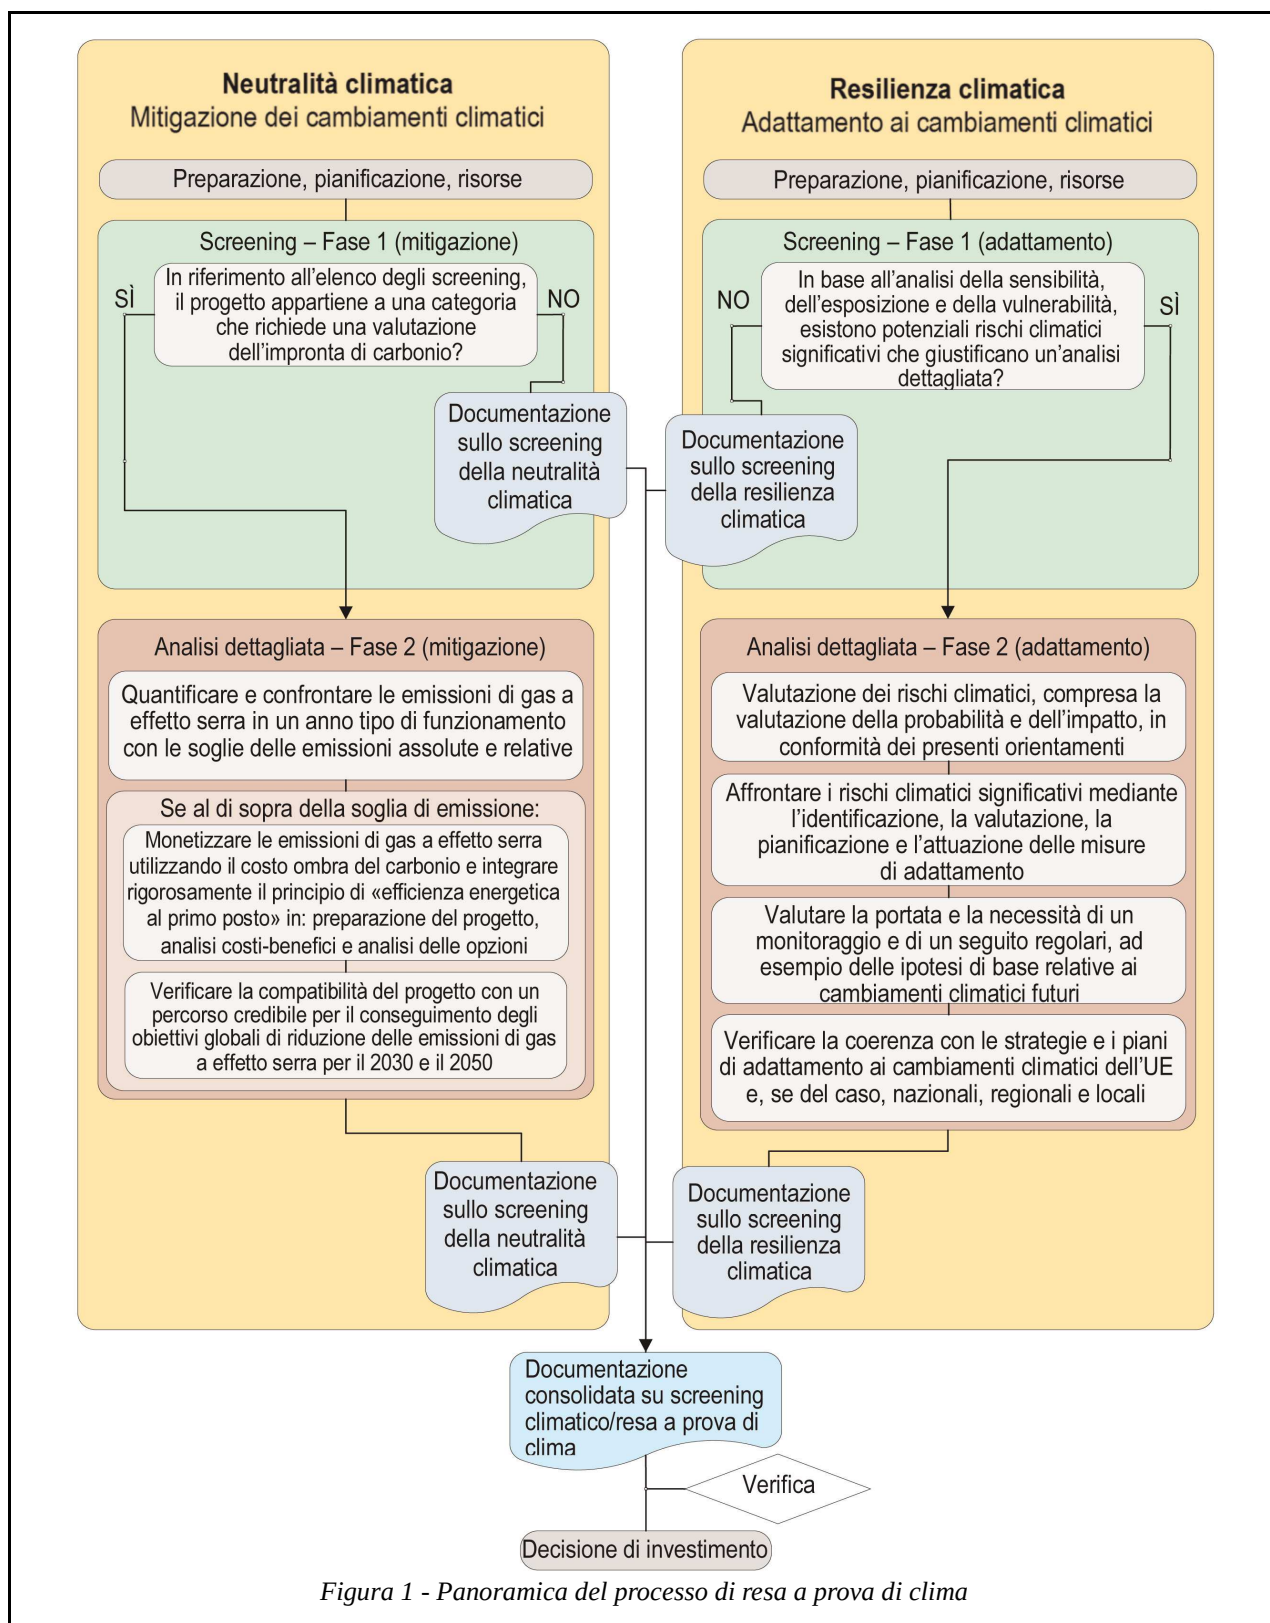 Neutralità climatica
Mitigazione dei cambiamenti climatici
Preparazione, pianificazione, risorse
Screening – Fase 1 (mitigazione)
In riferimento all’elenco degli screening,
il progetto appartiene a una categoria
che richiede una valutazione
dell’impronta di carbonio?
SÌ
NO
Documentazione
sullo screening
della neutralità
climatica
Analisi dettagliata – Fase 2 (mitigazione)
Quantificare e confrontare le emissioni di gas a
effetto serra in un anno tipo di funzionamento
con le soglie delle emissioni assolute e relative
Se al di sopra della soglia di emissione:
Monetizzare le emissioni di gas a effetto serra
utilizzando il costo ombra del carbonio e integrare
rigorosamente il principio di «efficienza energetica
al primo posto» in: preparazione del progetto,
analisi costi-benefici e analisi delle opzioni
Verificare la compatibilità del progetto con un
percorso credibile per il conseguimento degli
obiettivi globali di riduzione delle emissioni di gas
a effetto serra per il 2030 e il 2050
Documentazione
sullo screening
della neutralità
climatica
Resilienza climatica
Adattamento ai cambiamenti climatici
Preparazione, pianificazione, risorse
Screening – Fase 1 (adattamento)
In base all’analisi della sensibilità,
dell’esposizione e della vulnerabilità,
esistono potenziali rischi climatici
significativi che giustificano un’analisi
dettagliata?
NO
SÌ
Documentazione
sullo screening
della resilienza
climatica
Analisi dettagliata – Fase 2 (adattamento)
Valutazione dei rischi climatici, compresa la
valutazione della probabilità e dell’impatto, in
conformità dei presenti orientamenti
Affrontare i rischi climatici significativi mediante
l’identificazione, la valutazione, la
pianificazione e l’attuazione delle misure
di adattamento
Valutare la portata e la necessità di un
monitoraggio e di un seguito regolari, ad
esempio delle ipotesi di base relative ai
cambiamenti climatici futuri
Verificare la coerenza con le strategie e i piani
di adattamento ai cambiamenti climatici dell’UE
e, se del caso, nazionali, regionali e locali
Documentazione
sullo screening
della resilienza
climatica
Documentazione
consolidata su screening
climatico/resa a prova di
clima
Verifica
Decisione di investimento
Figura 1 - Panoramica del processo di resa a prova di clima